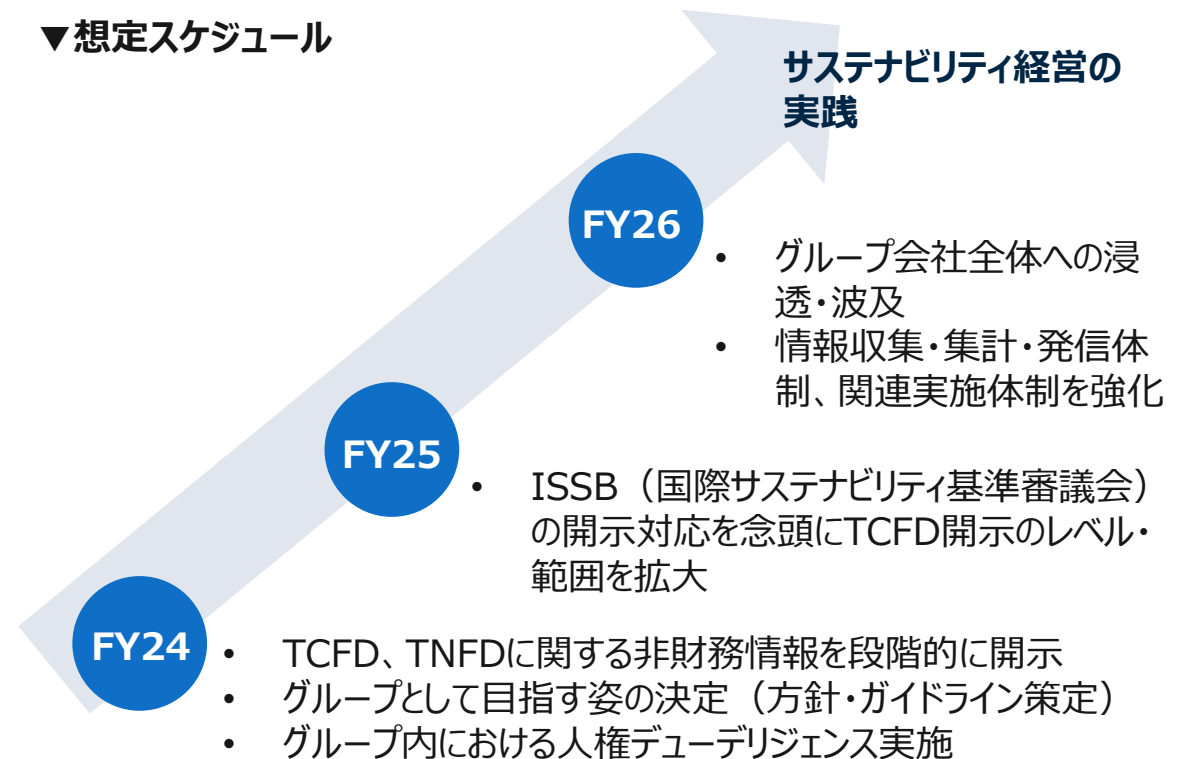 ▼想定スケジュール
サステナビリティ経営の
実践
FY26
• グループ会社全体への浸
透・波及
• 情報収集・集計・発信体
制、関連実施体制を強化
FY25
• ISSB（国際サステナビリティ基準審議会）
の開示対応を念頭にTCFD開示のレベル・
範囲を拡大
FY24
• TCFD、TNFDに関する非財務情報を段階的に開示
• グループとして目指す姿の決定（方針・ガイドライン策定）
• グループ内における人権デューデリジェンス実施